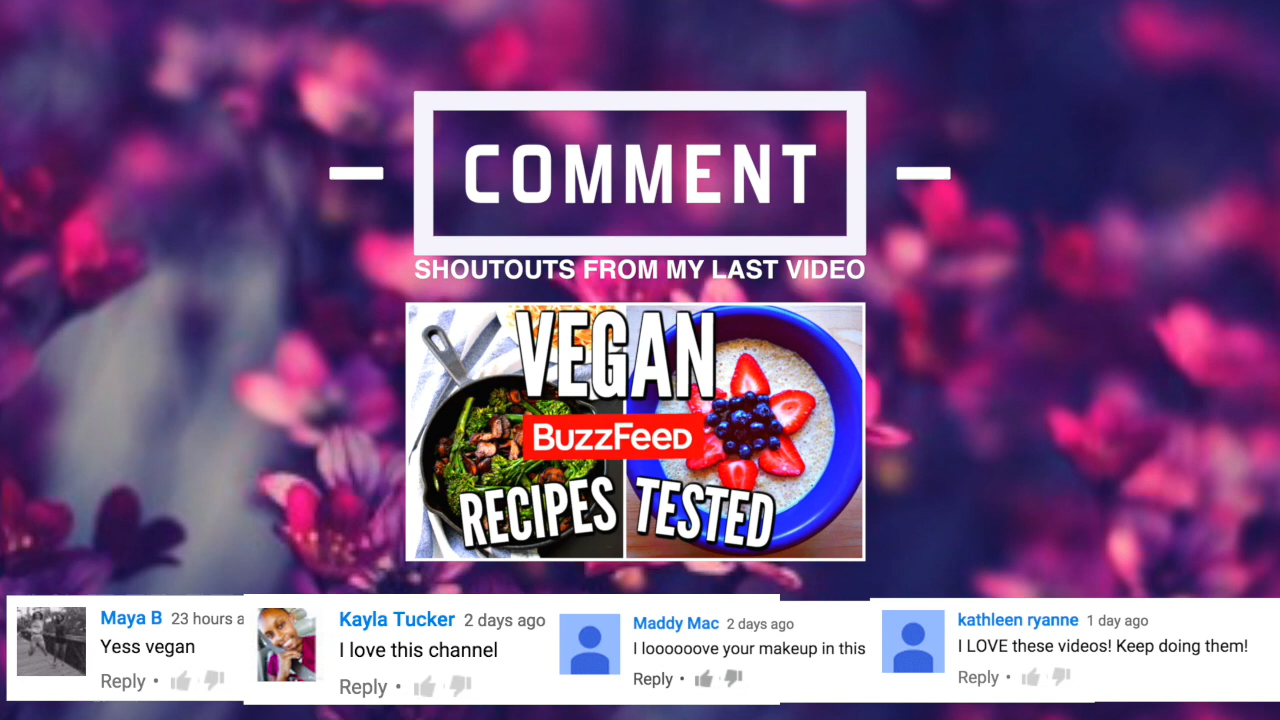 COMMENT
SHOUTOUTS FROM MY LAST VIDEO
VEGAN
BuzzFeeD
RECIPES TESTED
Maya B 23 hours a
Yess vegan
Reply •
Kayla Tucker 2 days ago
I love this channel
Reply •
Maddy Mac 2 days ago
I looooooove your makeup in this
Reply •
kathleen ryanne 1 day ago
I LOVE these videos! Keep doing them!
Reply •